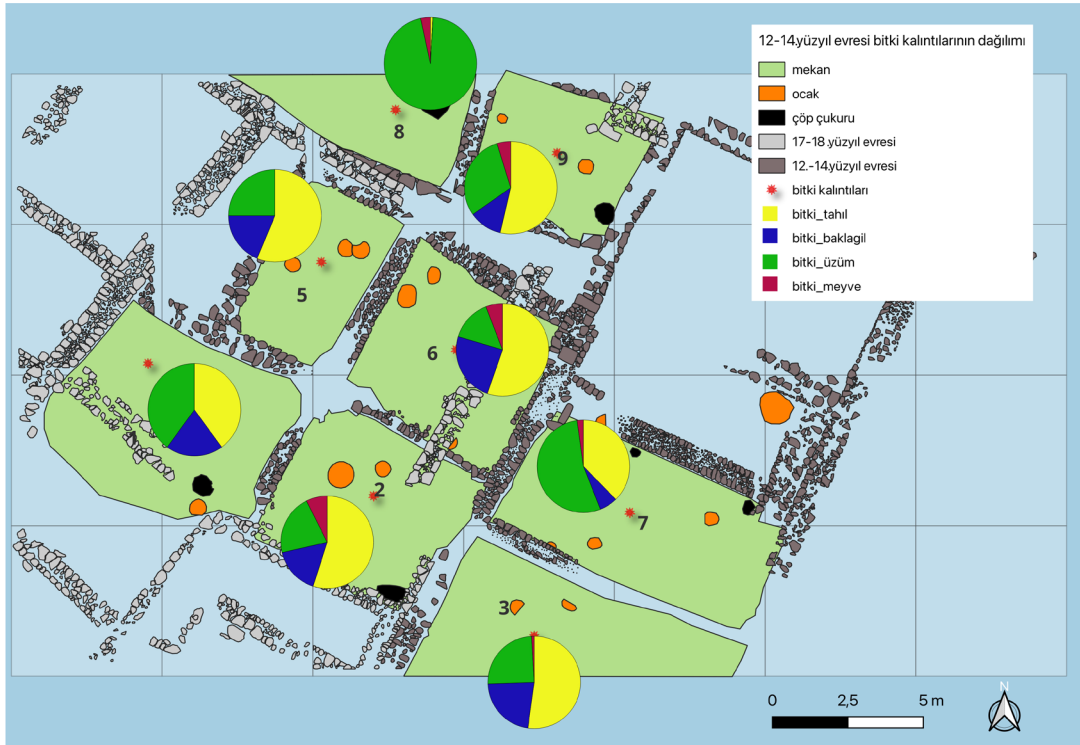 12-14.yüzyıl evresi bitki kalıntılarının dağılımı
mekan
ocak
çöp çukuru
17-18.yüzyıl evresi
12.-14.yüzyıl evresi
bitki kalıntıları
bitki_tahıl
bitki_baklagil
bitki_üzüm
bitki_meyve
8
9
5
6
2
7
3
0 2,5 5 m
N